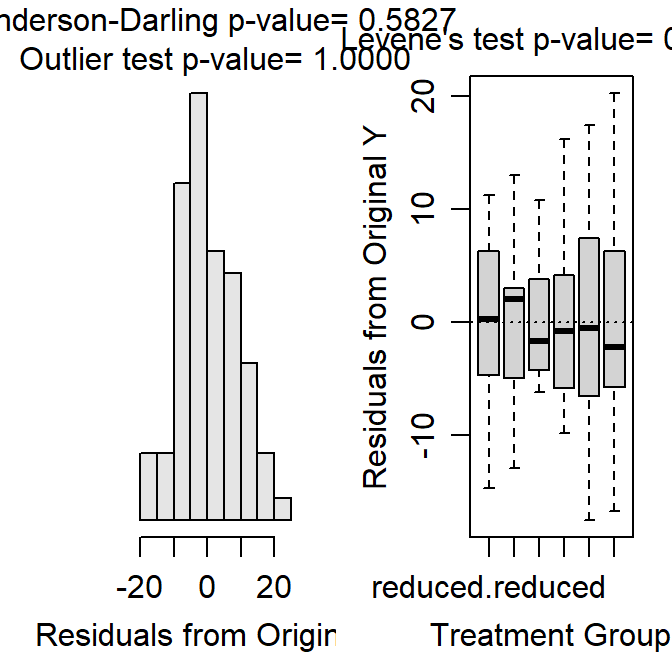 nderson-Darling p-value= 0.5827
Outlier test p-value= 1.0000
-20 0 20
Residuals from Origin
Levene's test p-value= 0
20
10
0
-10
Residuals from Original Y
reduced.reduced
Treatment Group